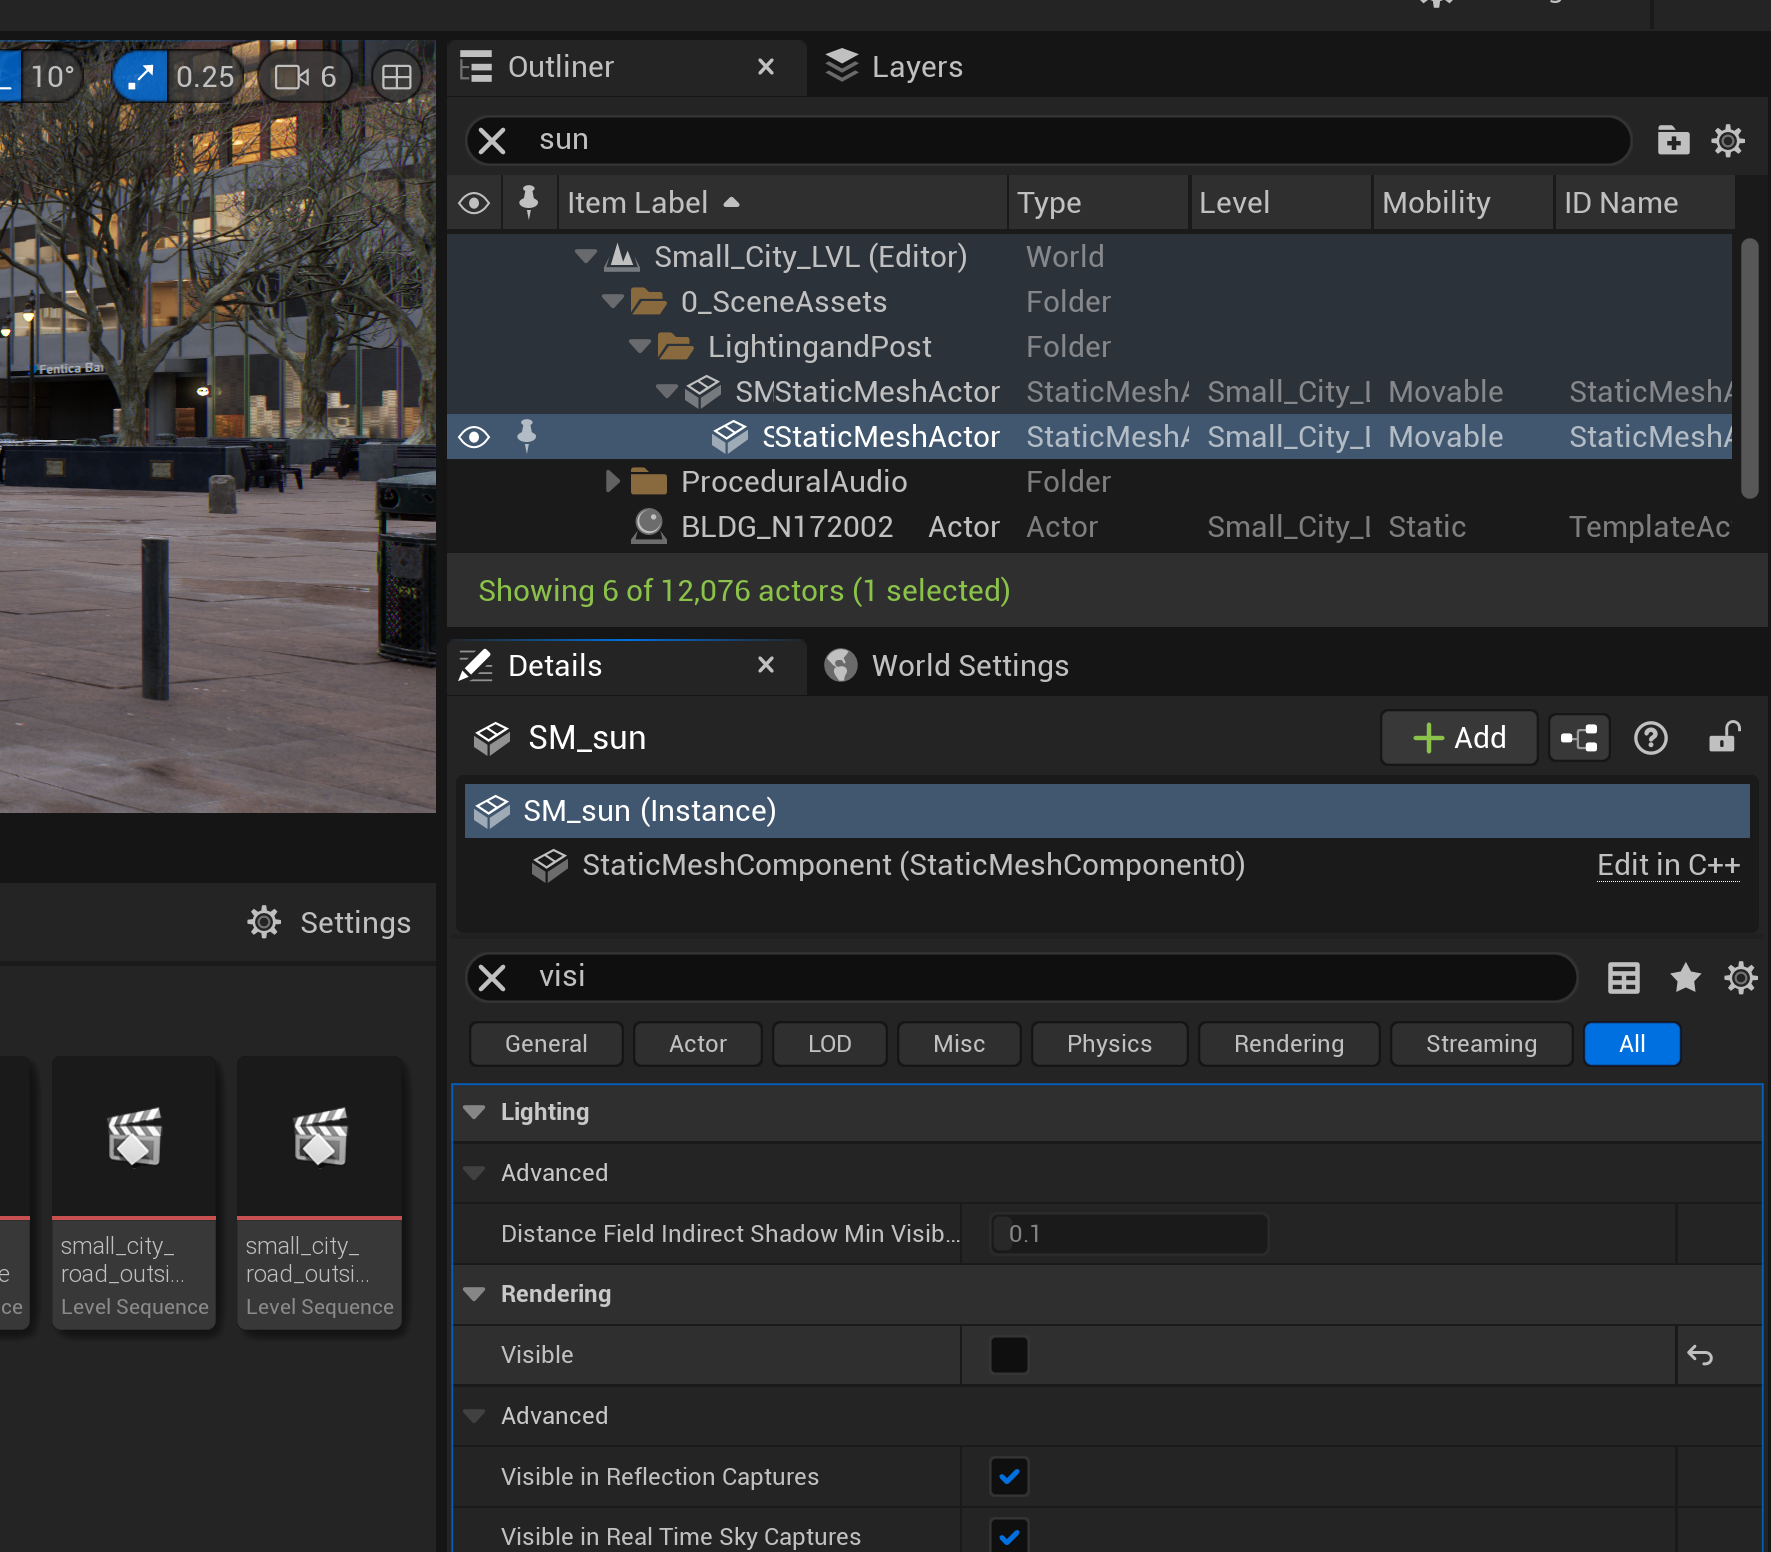 10°
0.25
6
Outliner
Layers
sun
Item Label
Type
Level
Mobility
ID Name
Small_City_LVL (Editor)
World
0_SceneAssets
Folder
LightingandPost
Folder
SMStaticMeshActor
StaticMesh
Small_City_L
Movable
StaticMesh
StaticMeshActor
StaticMesh
Small_City_L
Movable
StaticMesh
ProceduralAudio
Folder
BLDG_N172002
Actor
Actor
Small_City_L
Static
TemplateAc
Showing 6 of 12,076 actors (1 selected)
Fentica Ban
Details
World Settings
SM_sun
Add
SM_sun (Instance)
StaticMeshComponent (StaticMeshComponent0)
Edit in C++
Settings
visi
General
Actor
LOD
Misc
Physics
Rendering
Streaming
All
Lighting
Advanced
Distance Field Indirect Shadow Min Visib...
0.1
Rendering
Visible
Advanced
Visible in Reflection Captures
Visible in Real Time Sky Captures
e
ce
small_city_
road_outsi...
Level Sequence
small_city_
road_outsi...
Level Sequence